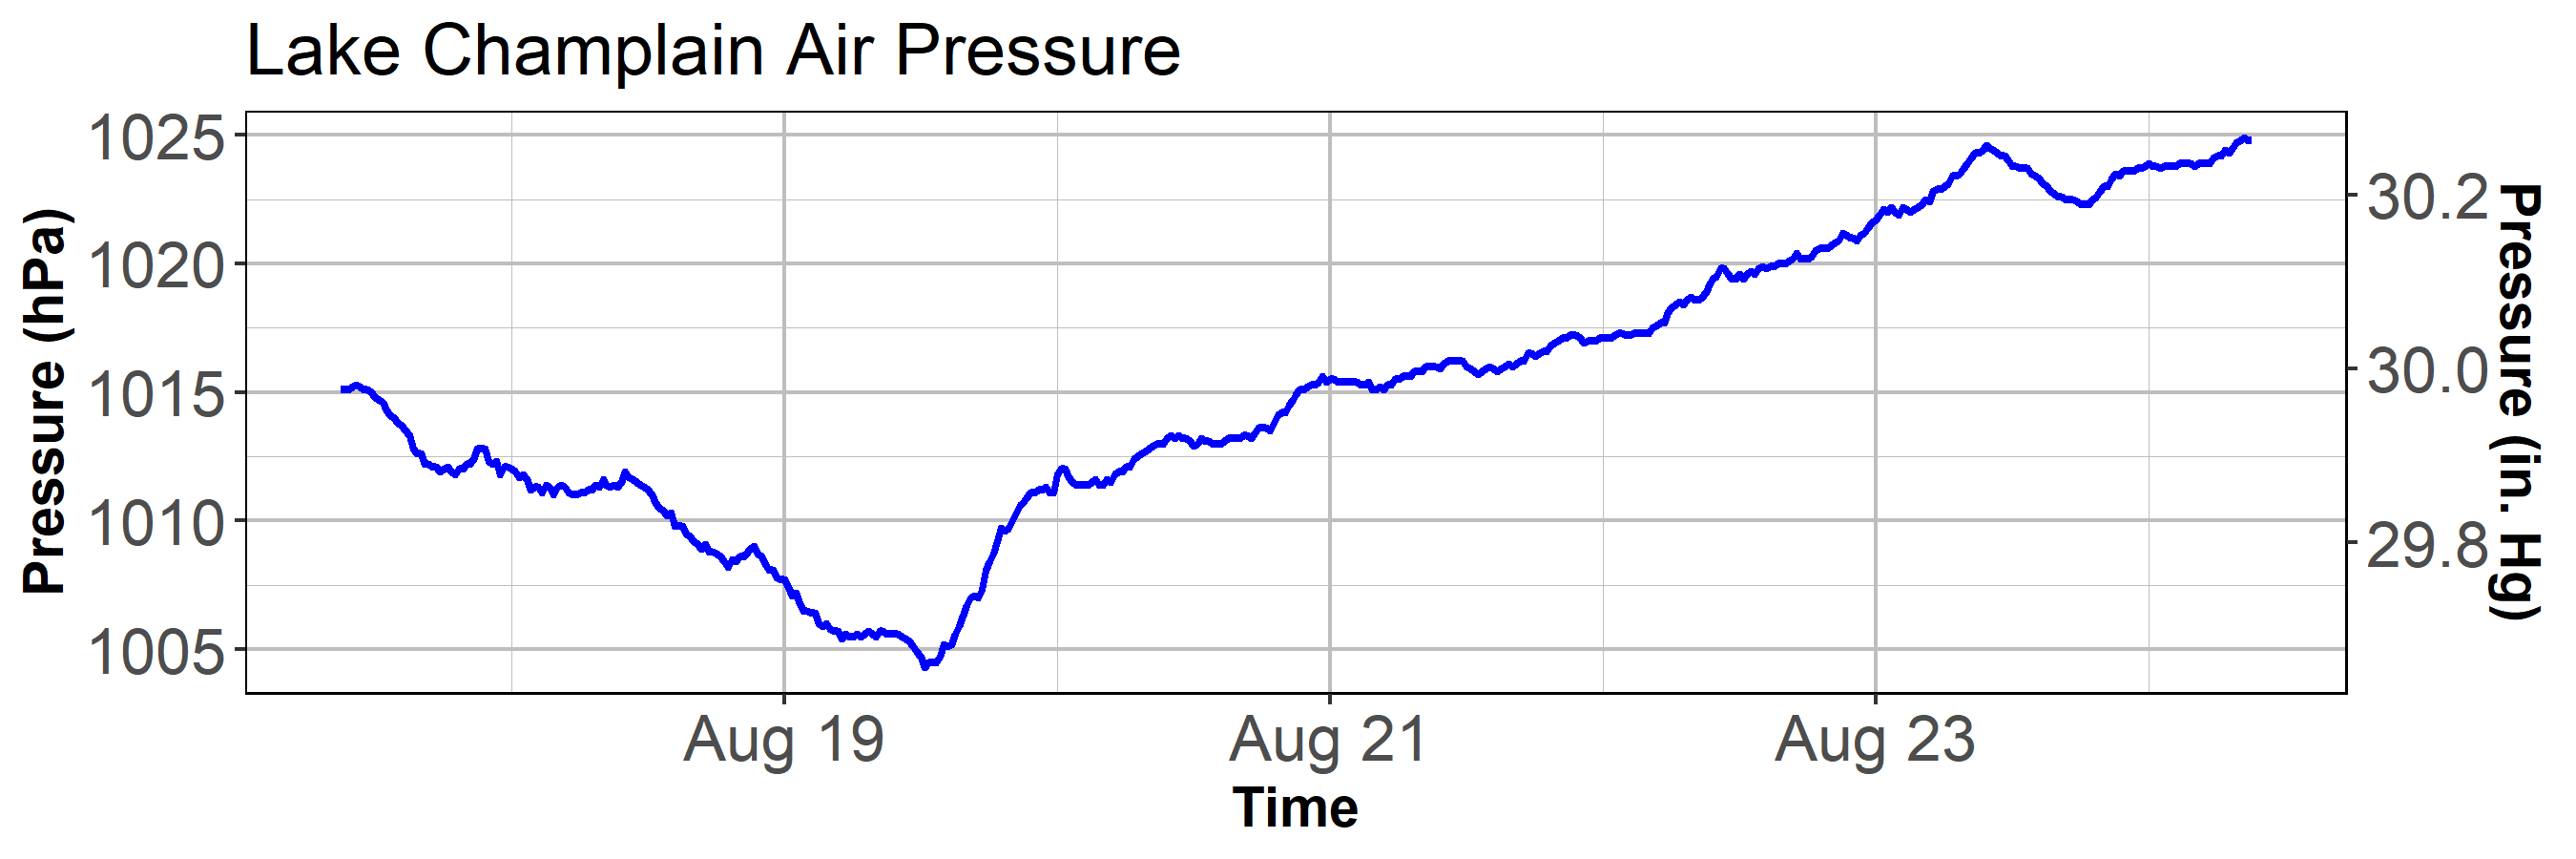 Lake Champlain Air Pressure
Pressure (hPa)
1025
1020
1015
1010
1005
30.2
30.0
29.8
Pressure (in. Hg)
Aug 19 Aug 21 Aug 23
Time